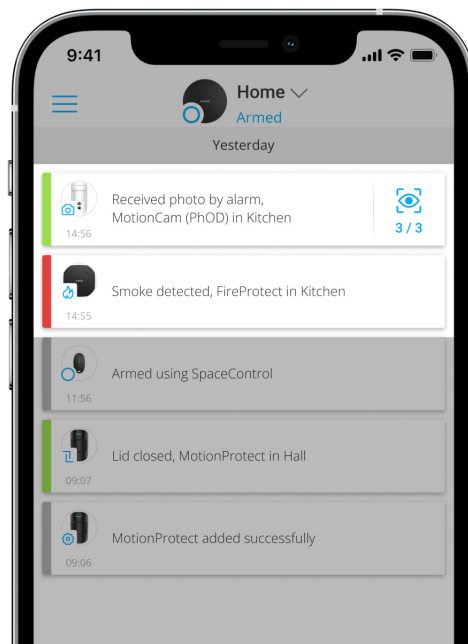 9:41
Home
Armed
Yesterday
Received photo by alarm,
MotionCam (PhOD) in Kitchen
14:56
3 / 3
Smoke detected, FireProtect in Kitchen
14:55
Armed using SpaceControl
11:56
Lid closed, MotionProtect in Hall
09:07
MotionProtect added successfully
09:06